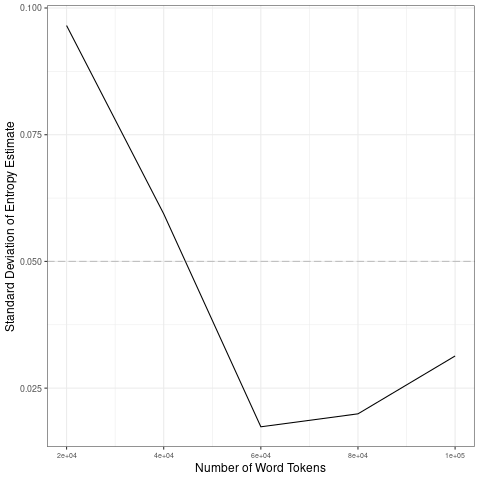 Standard Deviation of Entropy Estimate
0.100
0.075
0.050
0.025
2e+04 4e+04 6e+04 8e+04 1e+05
Number of Word Tokens